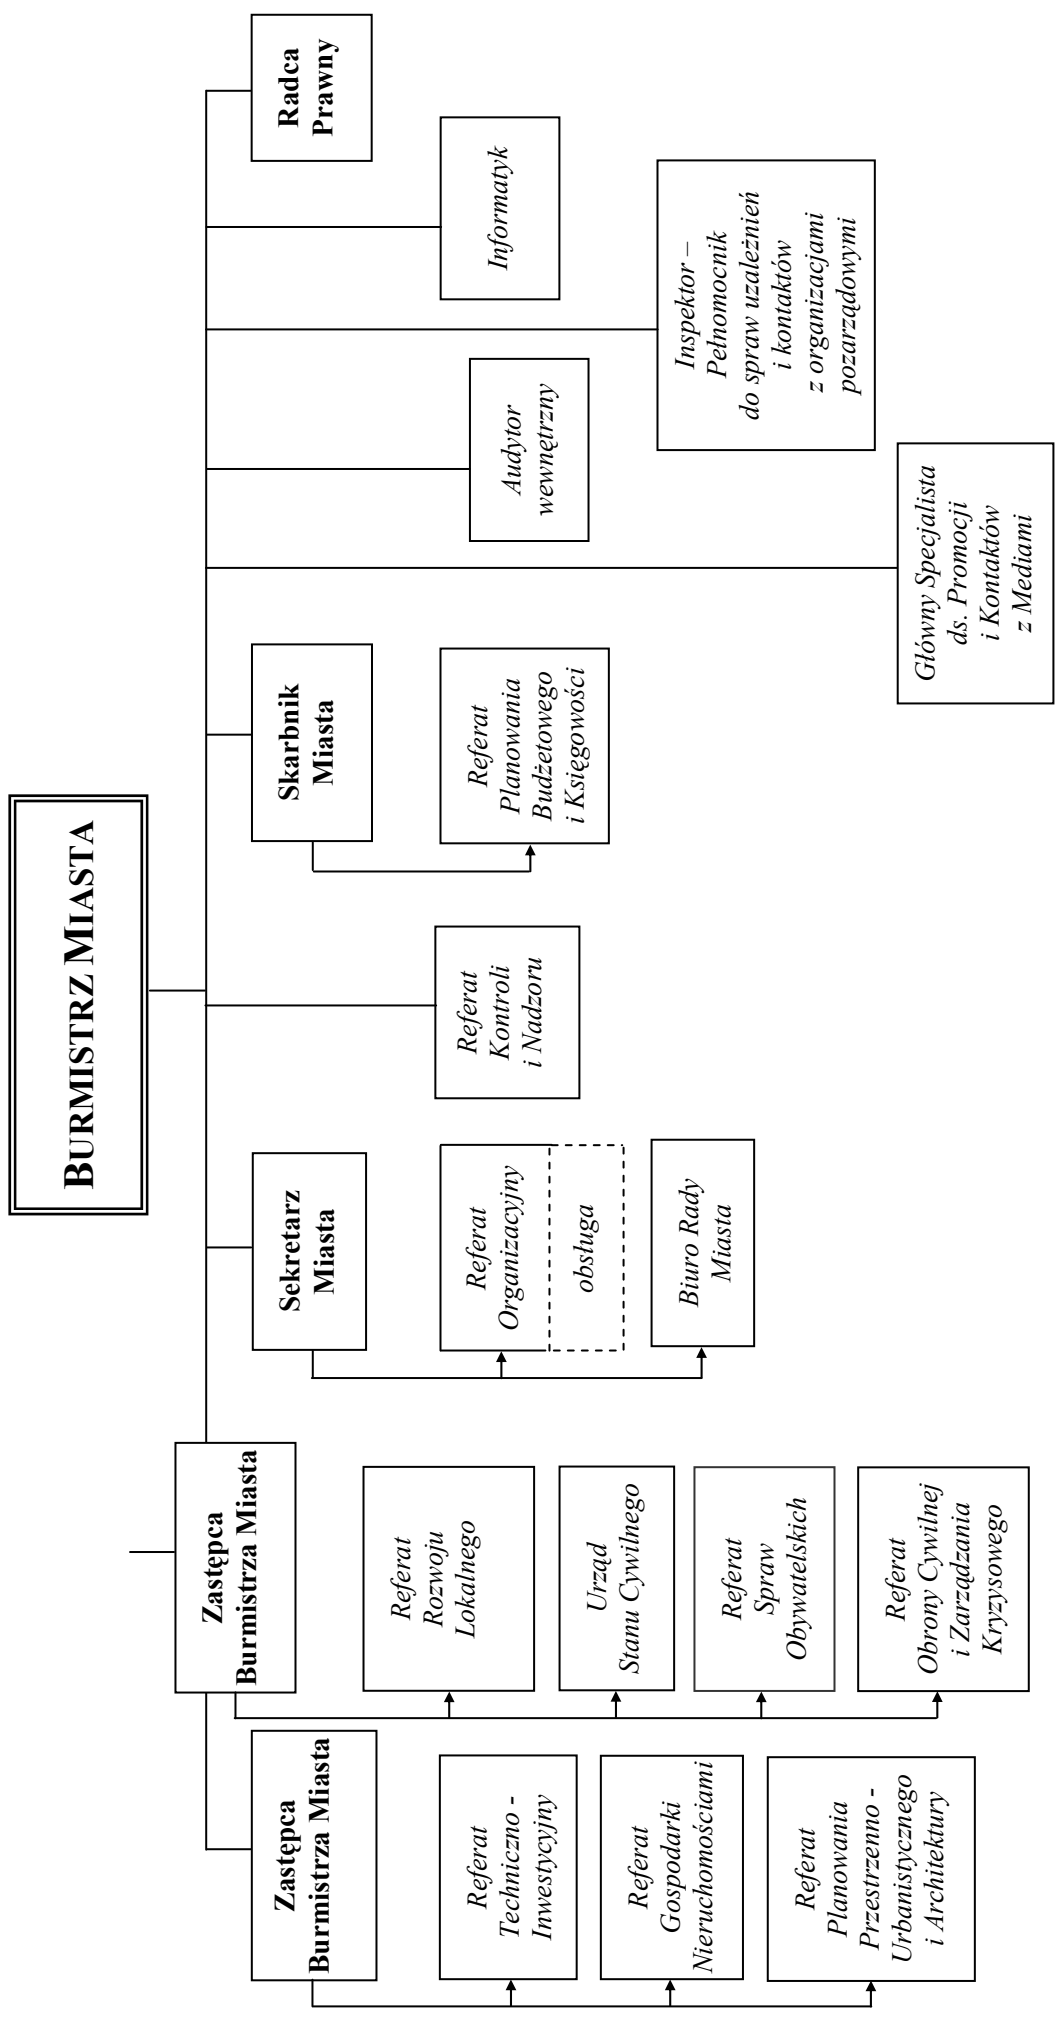 BURMISTRZ MIASTA
Zastępca
Burmistrza Miasta
Referat
Techniczno -
Inwestycyjny
Referat
Gospodarki
Nieruchomościami
Referat
Planowania
Przestrzenno -
Urbanistycznego
i Architektury
Zastępca
Burmistrza Miasta
Referat
Rozwoju
Lokalnego
Urząd
Stanu Cywilnego
Referat
Spraw
Obywatelskich
Referat
Obrony Cywilnej
i Zarządzania
Kryzysowego
Sekretarz
Miasta
Referat
Organizacyjny
obsługa
Biuro Rady
Miasta
Referat
Kontroli
i Nadzoru
Skarbnik
Miasta
Referat
Planowania
Budżetowego
i Księgowości
Główny Specjalista
ds. Promocji
i Kontaktów
z Mediami
Audytor
wewnętrzny
Inspektor –
Pełnomocnik
do spraw uzależnień
i kontaktów
z organizacjami
pozarządowymi
Informatyk
Radca
Prawny